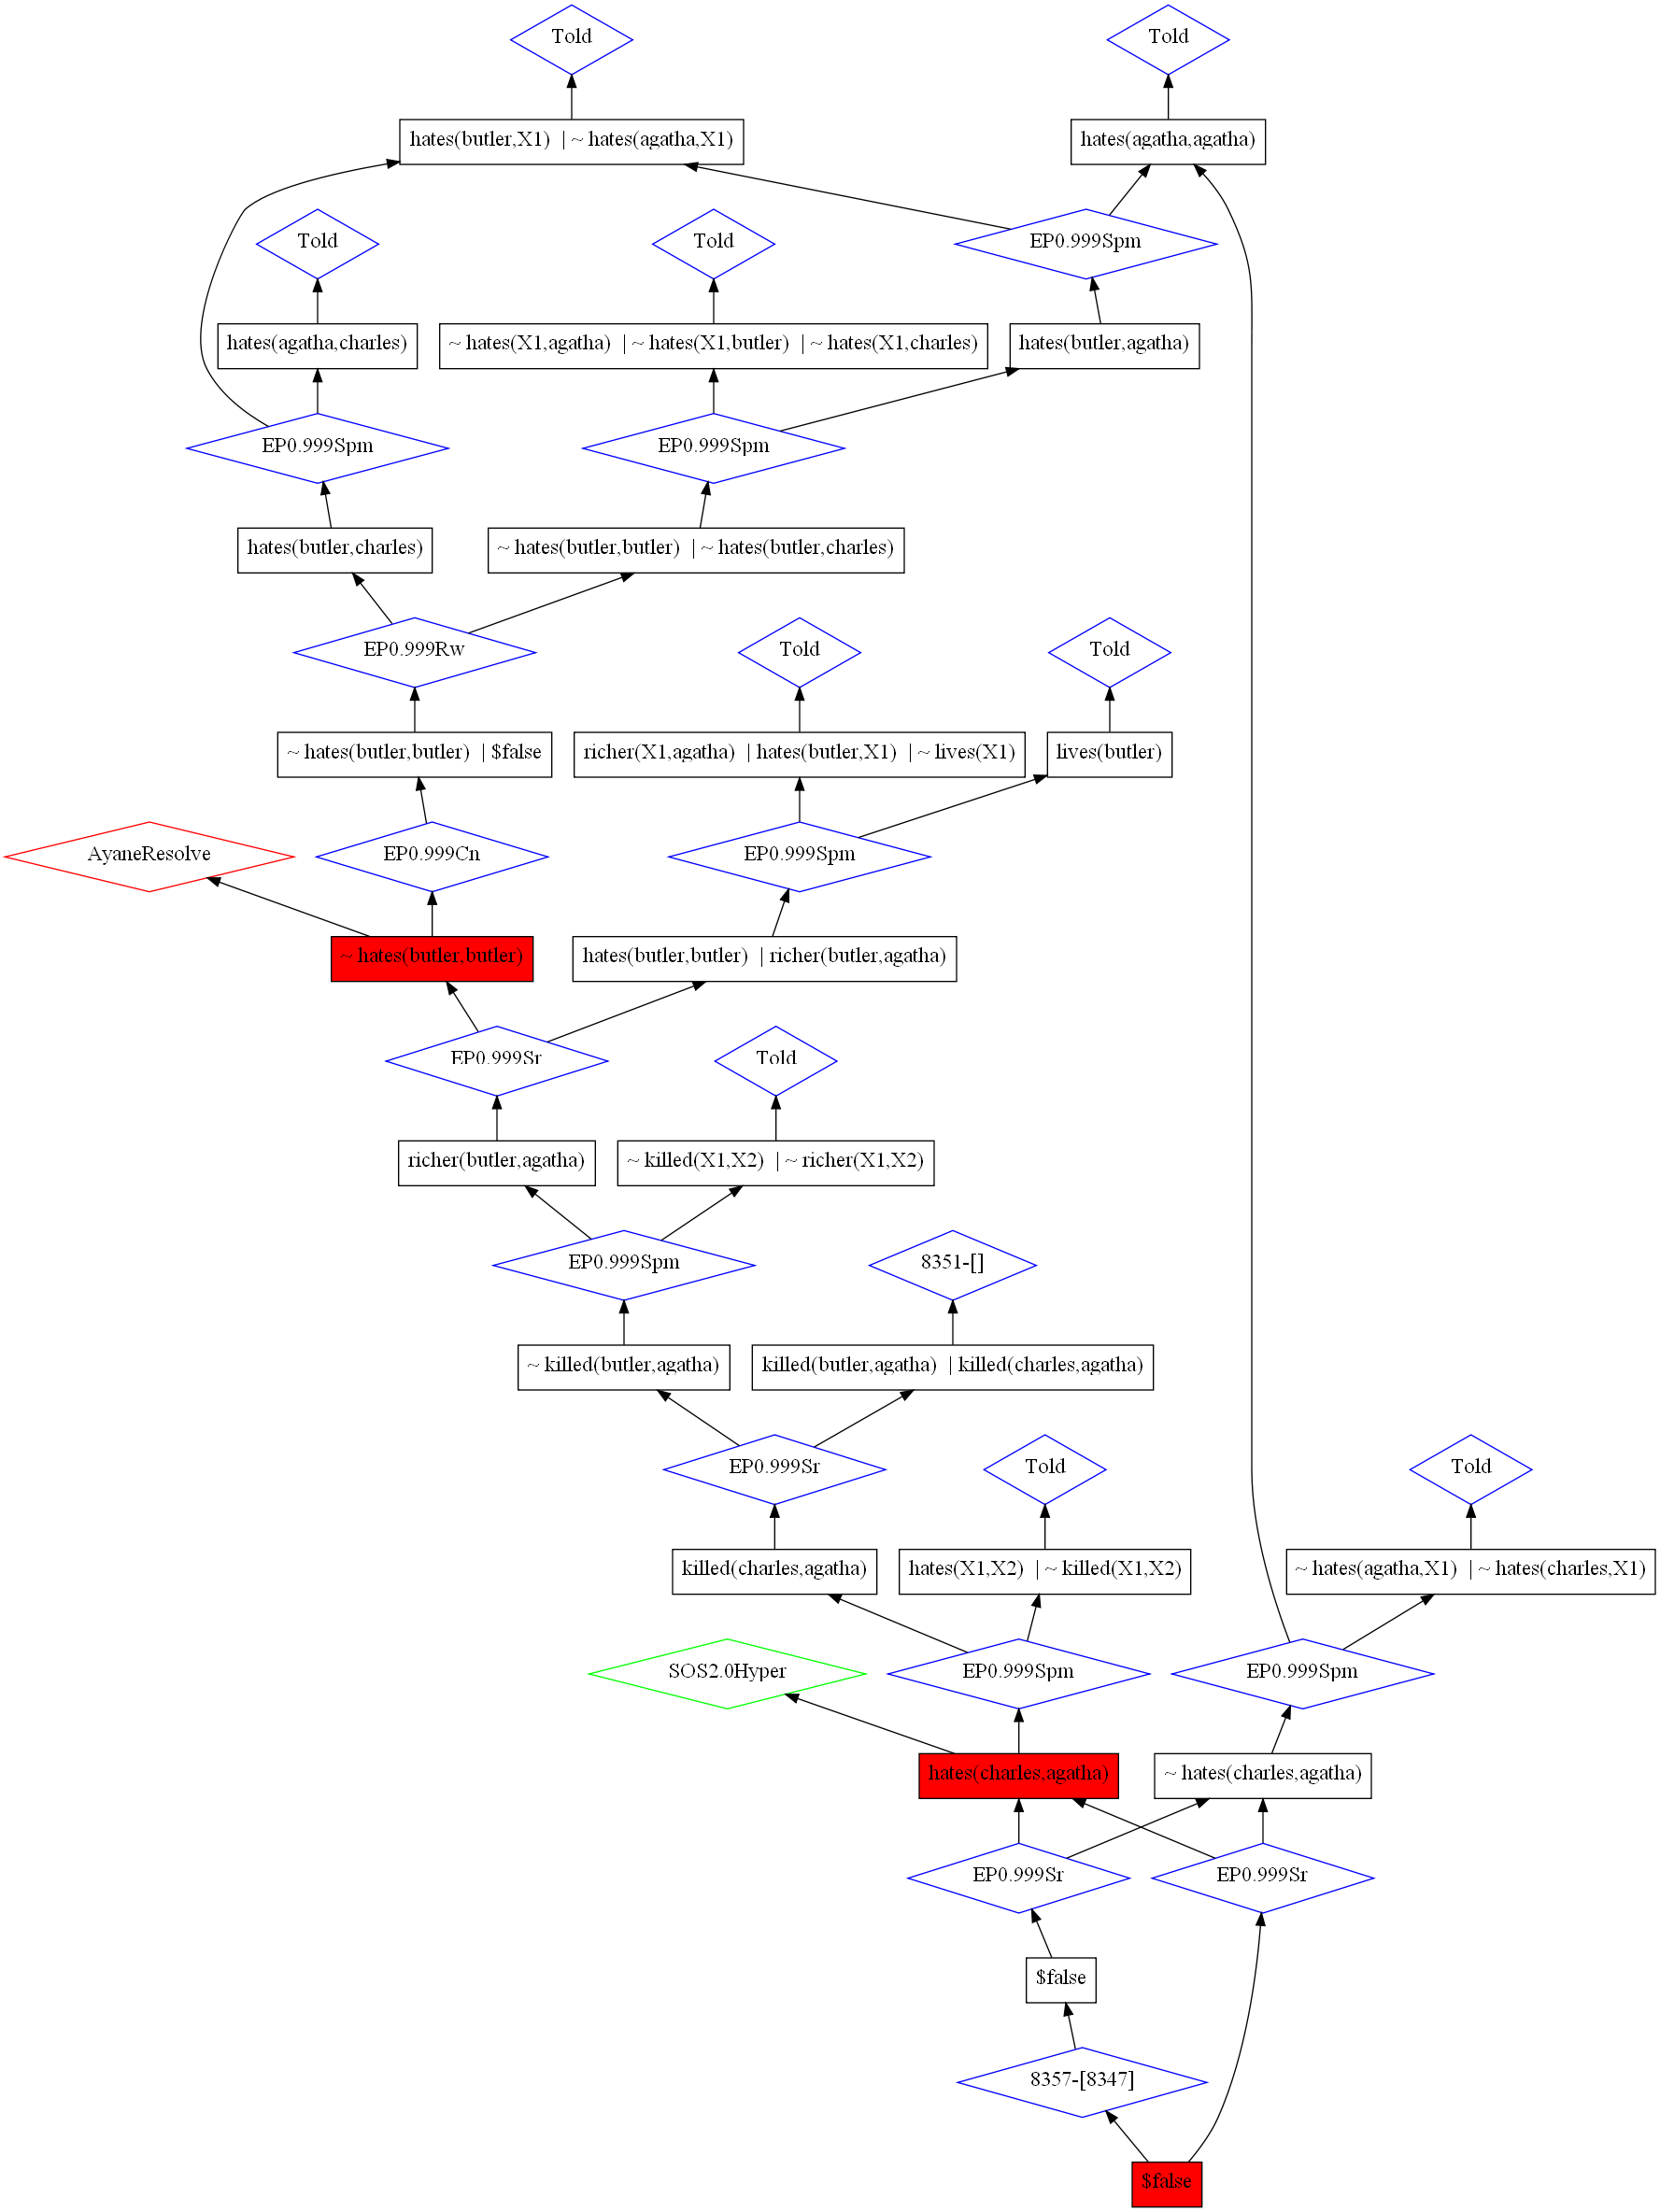 Told
Told
hates(butler,X1) | ~ hates(agatha,X1)
hates(agatha,agatha)
Told
Told
EP0.999Spm
hates(agatha,charles)
~ hates(X1,agatha) | ~ hates(X1,butler) | ~ hates(X1,charles)
hates(butler,agatha)
EP0.999Spm
EP0.999Spm
hates(butler,charles)
~ hates(butler,butler) | ~ hates(butler,charles)
EP0.999Rw
Told
Told
~ hates(butler,butler) | $false
richer(X1,agatha) | hates(butler,X1) | ~ lives(X1)
lives(butler)
AyaneResolve
EP0.999Cn
EP0.999Spm
~ hates(butler,butler)
hates(butler,butler) | richer(butler,agatha)
EP0.999Sr
Told
richer(butler,agatha)
~ killed(X1,X2) | ~ richer(X1,X2)
EP0.999Spm
8351-[]
~ killed(butler,agatha)
killed(butler,agatha) | killed(charles,agatha)
EP0.999Sr
Told
Told
killed(charles,agatha)
hates(X1,X2) | ~ killed(X1,X2)
~ hates(agatha,X1) | ~ hates(charles,X1)
SOS2.0Hyper
EP0.999Spm
EP0.999Spm
hates(charles,agatha)
~ hates(charles,agatha)
EP0.999Sr
EP0.999Sr
$false
8357-[8347]
$false